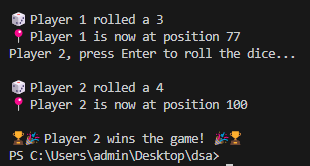 🎲 Player 1 rolled a 3
📍 Player 1 is now at position 77
Player 2, press Enter to roll the dice...
🎲 Player 2 rolled a 4
📍 Player 2 is now at position 100
🏆🎉 Player 2 wins the game! 🎉🏆
PS C:\Users\admin\Desktop\dsa>